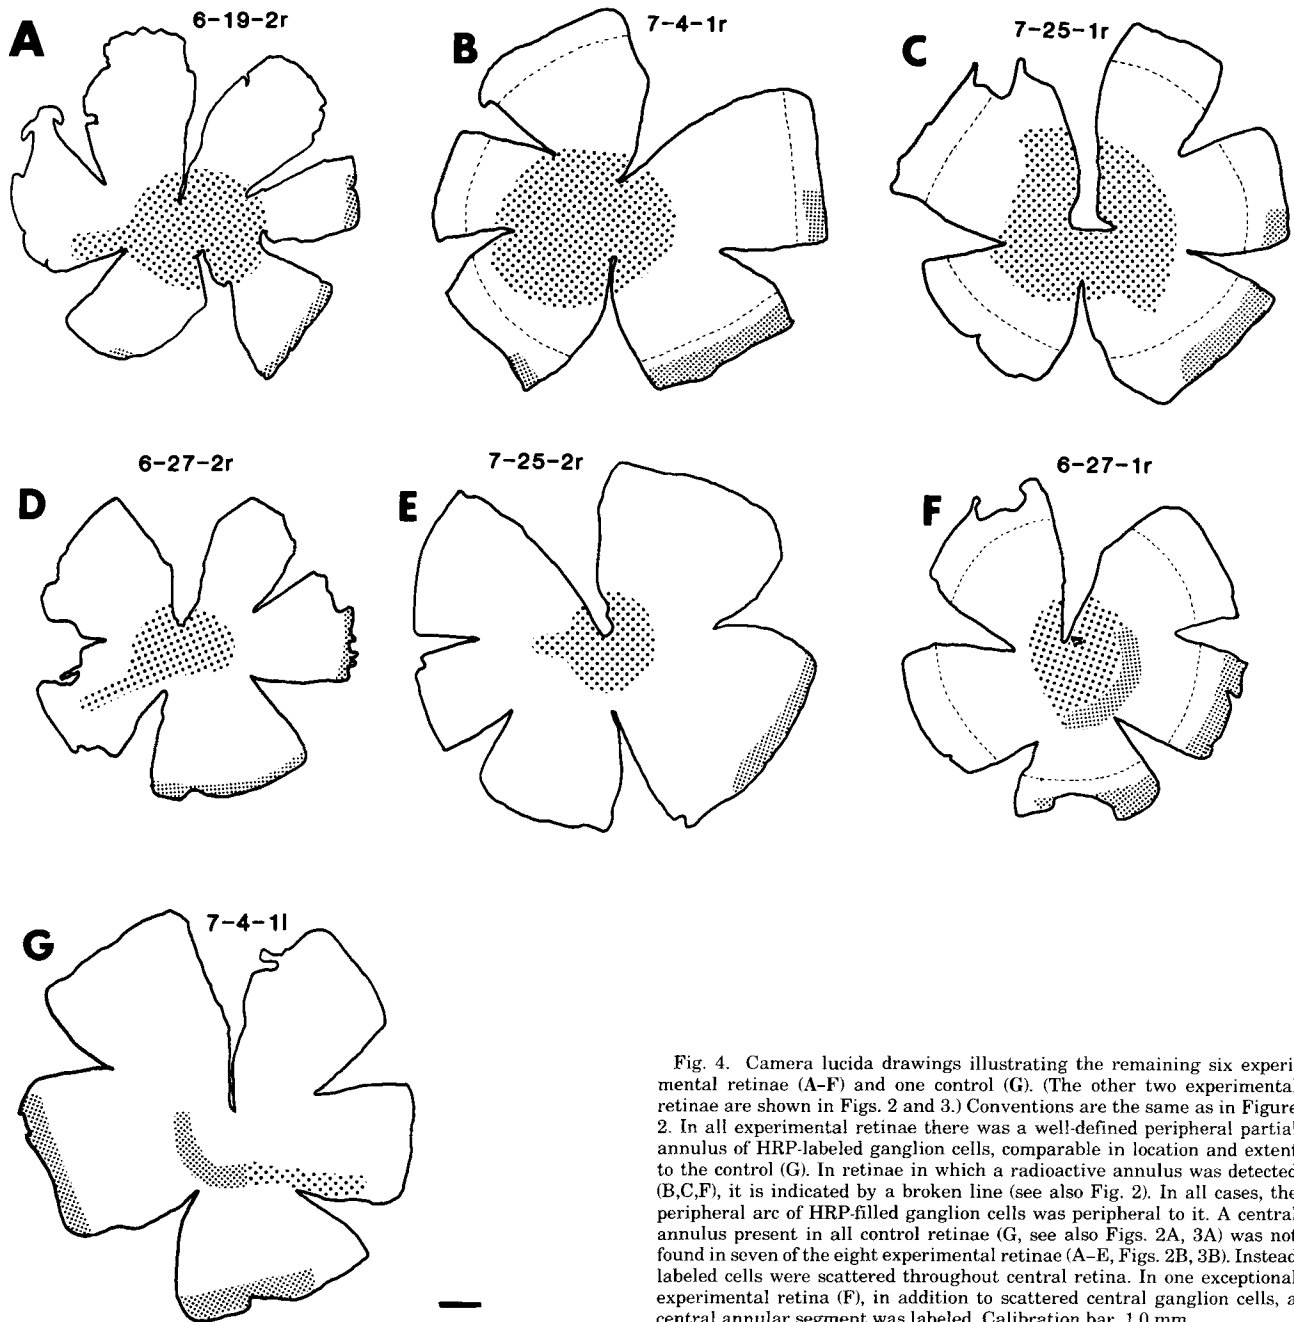 A
6-19-2r
B
7-4-1r
C
7-25-1r
D
6-27-2r
E
7-25-2r
F
6-27-1r
G
7-4-1l
Fig. 4. Camera lucida drawings illustrating the remaining six experi
mental retinae (A–F) and one control (G). (The other two experimental
retinae are shown in Figs. 2 and 3.) Conventions are the same as in Figure
2. In all experimental retinae there was a well-defined peripheral partial
annulus of HRP-labeled ganglion cells, comparable in location and extent
to the control (G). In retinae in which a radioactive annulus was detected
(B,C,F), it is indicated by a broken line (see also Fig. 2). In all cases, the
peripheral arc of HRP-filled ganglion cells was peripheral to it. A central
annulus present in all control retinae (G, see also Figs. 2A, 3A) was not
found in seven of the eight experimental retinae (A–E, Figs. 2B, 3B). Instead
labeled cells were scattered throughout central retina. In one exceptional
experimental retina (F), in addition to scattered central ganglion cells, a
central annular segment was labeled. Calibration bar, 1.0 mm